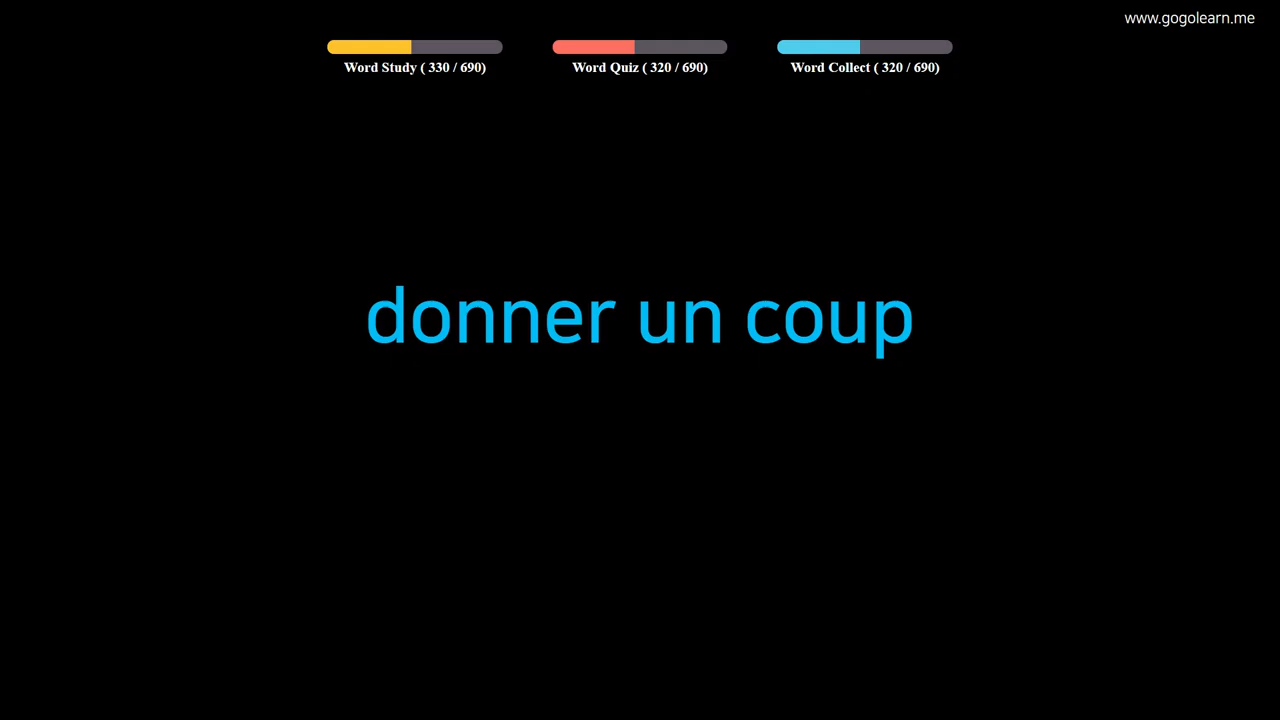 www.gogolearn.me
Word Study ( 330 / 690)
Word Quiz ( 320 / 690)
Word Collect ( 320 / 690)
donner un coup